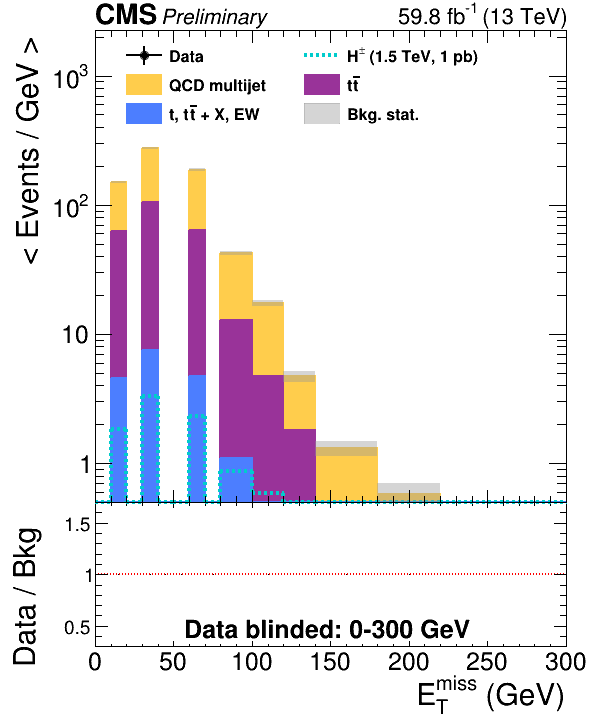 CMS Preliminary 59.8 fb⁻¹ (13 TeV)
< Events / GeV >
Data
H± (1.5 TeV, 1 pb)
QCD multijet
tt̄
t, tt̄ + X, EW
Bkg. stat.
10³
10²
10
1
Data / Bkg
1.5
1
0.5
Data blinded: 0-300 GeV
0 50 100 150 200 250 300
E_T^miss (GeV)